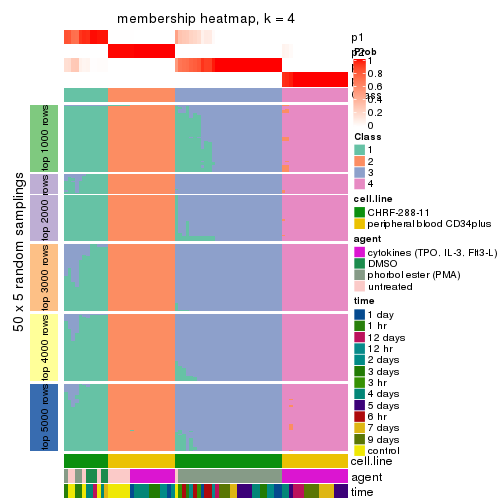 membership heatmap, k = 4
p1
p2
Prob
1
0.8
0.6
0.4
0.2
0
Class
1
2
3
4
cell.line
CHRF-288-11
peripheral blood CD34plus
agent
cytokines (TPO, IL-3, Flt3-L)
DMSO
phorbol ester (PMA)
untreated
time
1 day
1 hr
12 days
12 hr
2 days
3 days
3 hr
4 days
5 days
6 hr
7 days
9 days
control
50 x 5 random samplings
top 1000 rows
top 2000 rows
top 3000 rows
top 4000 rows
top 5000 rows
cell.line
agent
time